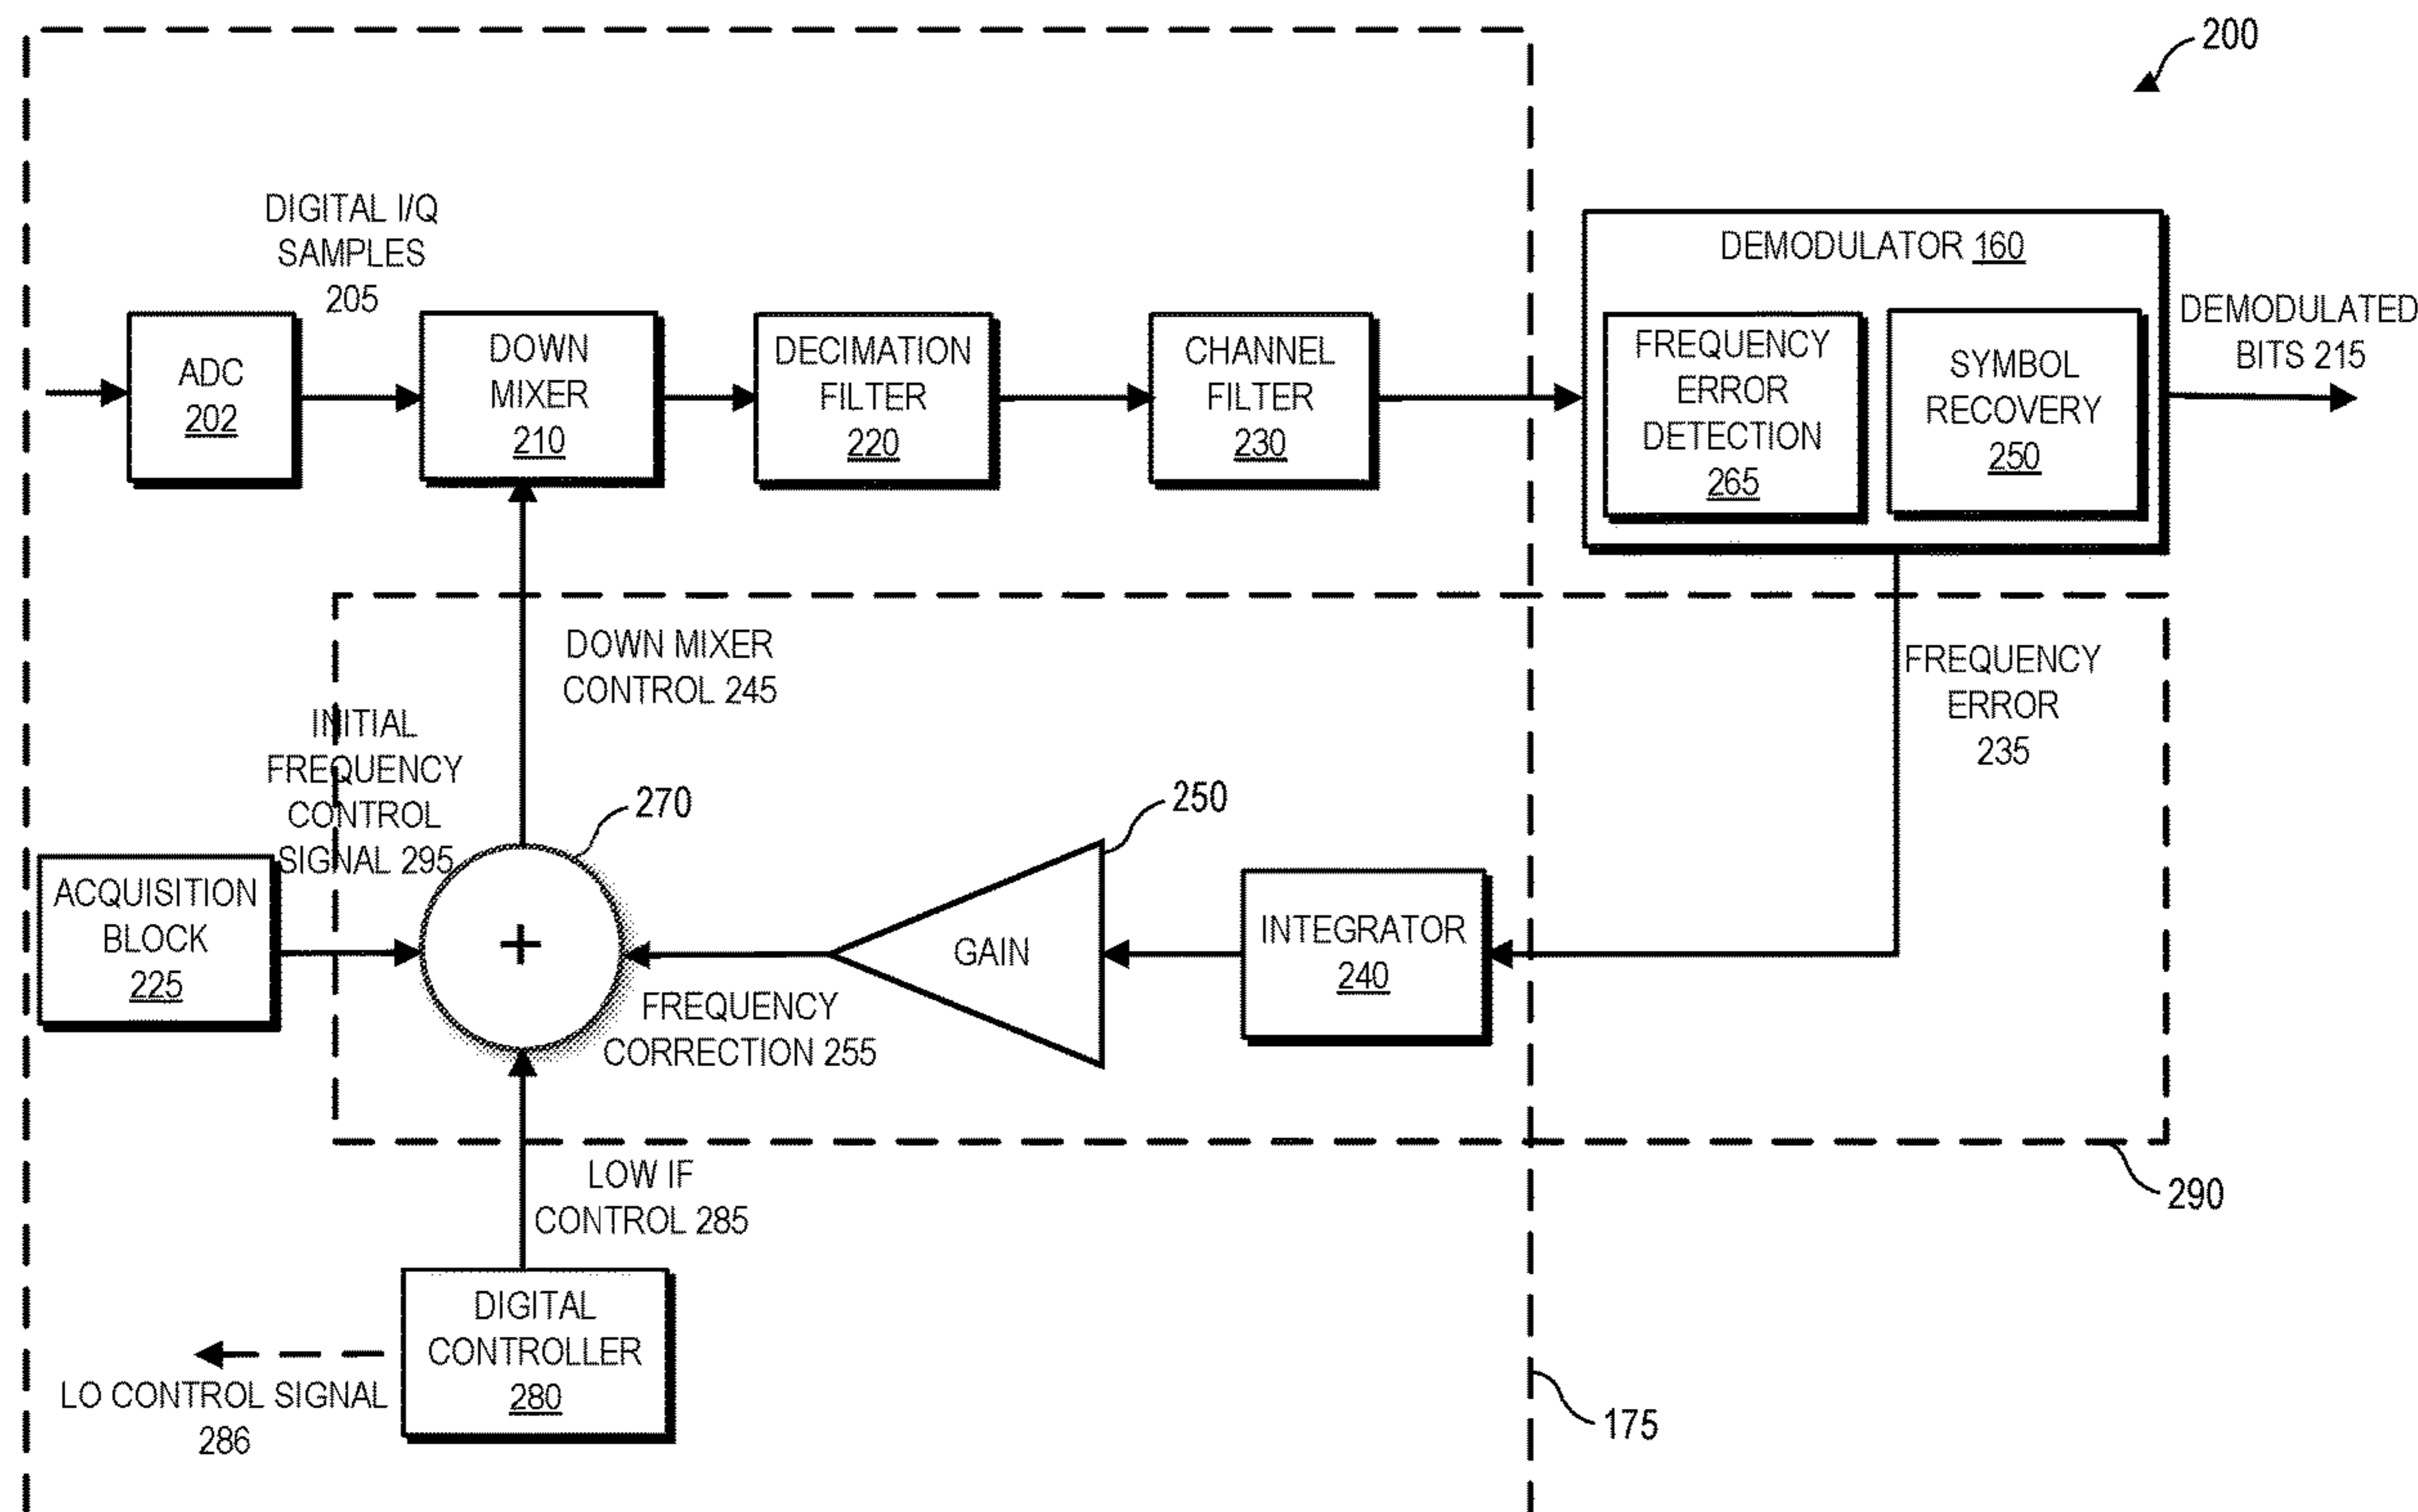 200
DIGITAL I/Q
SAMPLES
205
ADC
202
DOWN
MIXER
210
DECIMATION
FILTER
220
CHANNEL
FILTER
230
DEMODULATOR 160
FREQUENCY
ERROR
DETECTION
265
SYMBOL
RECOVERY
250
DEMODULATED
BITS 215
DOWN MIXER
CONTROL 245
FREQUENCY
ERROR
235
INITIAL
FREQUENCY
CONTROL
SIGNAL 295
270
250
ACQUISITION
BLOCK
225
+
GAIN
INTEGRATOR
240
FREQUENCY
CORRECTION 255
LOW IF
CONTROL 285
290
DIGITAL
CONTROLLER
280
LO CONTROL SIGNAL
286
175